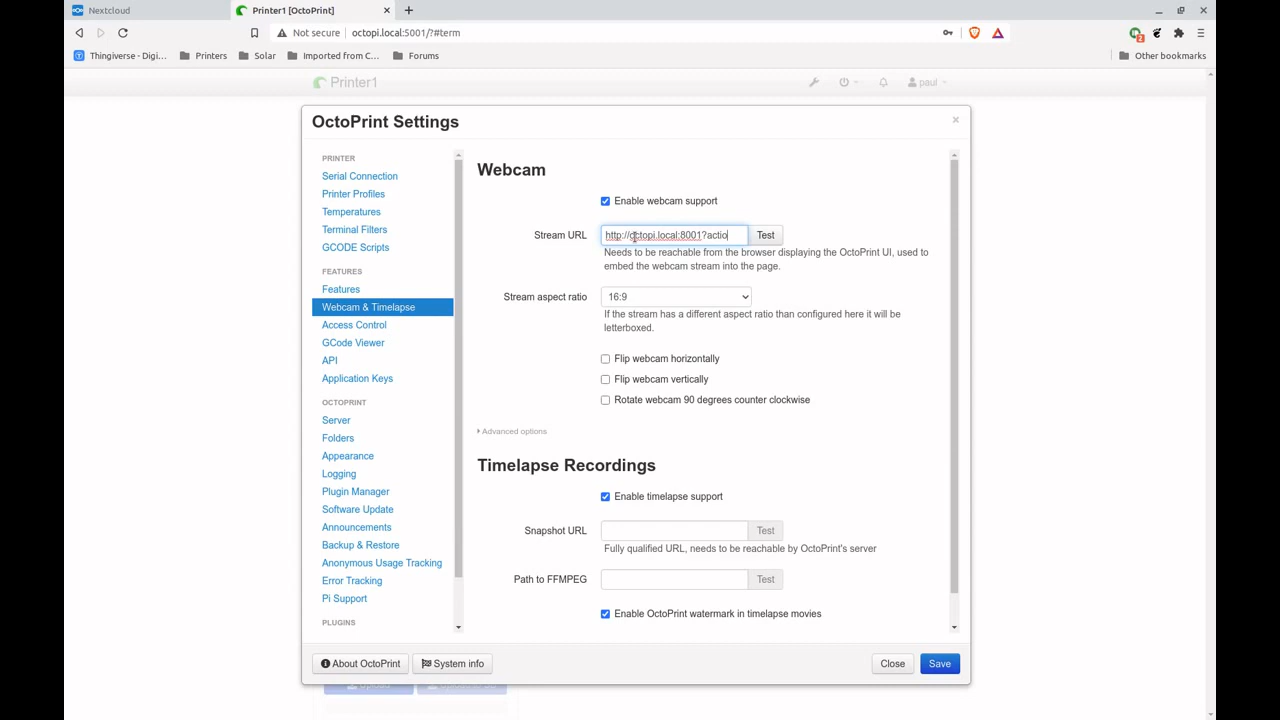 Nextcloud
Printer1 [OctoPrint]
Not secure
octopi.local:5001/?#term
2
Thingiverse - Digi...
Printers
Solar
Imported from C...
Forums
Other bookmarks
Printer1
paul
OctoPrint Settings
PRINTER
Serial Connection
Printer Profiles
Temperatures
Terminal Filters
GCODE Scripts
FEATURES
Features
Webcam & Timelapse
Access Control
GCode Viewer
API
Application Keys
OCTOPRINT
Server
Folders
Appearance
Logging
Plugin Manager
Software Update
Announcements
Backup & Restore
Anonymous Usage Tracking
Error Tracking
Pi Support
PLUGINS
Webcam
Enable webcam support
Stream URL
http://octopi.local:8001?actio
Test
Needs to be reachable from the browser displaying the OctoPrint UI, used to
embed the webcam stream into the page.
Stream aspect ratio
16:9
If the stream has a different aspect ratio than configured here it will be
letterboxed.
Flip webcam horizontally
Flip webcam vertically
Rotate webcam 90 degrees counter clockwise
Advanced options
Timelapse Recordings
Enable timelapse support
Snapshot URL
Test
Fully qualified URL, needs to be reachable by OctoPrint's server
Path to FFMPEG
Test
Enable OctoPrint watermark in timelapse movies
About OctoPrint
System info
Close
Save